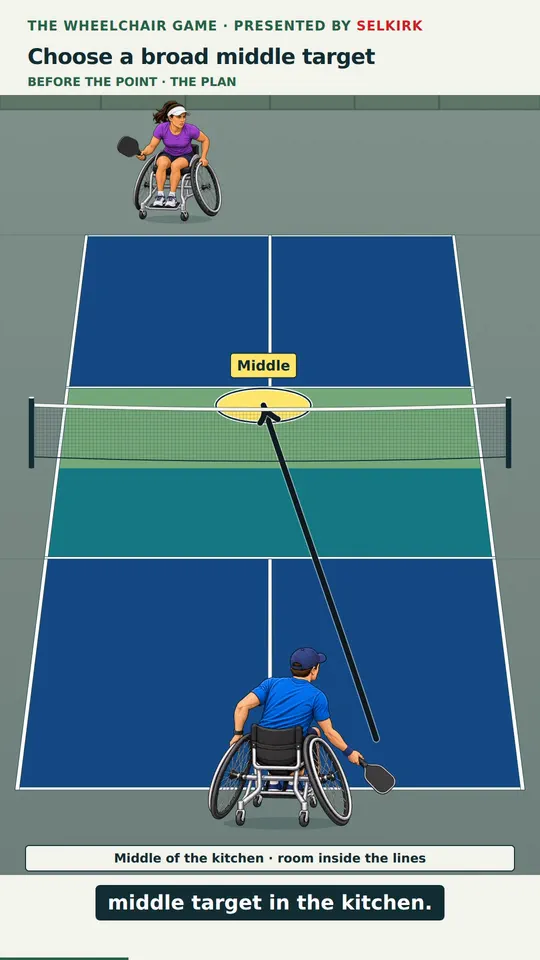 THE WHEELCHAIR GAME · PRESENTED BY SELKIRK
Choose a broad middle target
BEFORE THE POINT · THE PLAN
Middle
Middle of the kitchen · room inside the lines
middle target in the kitchen.